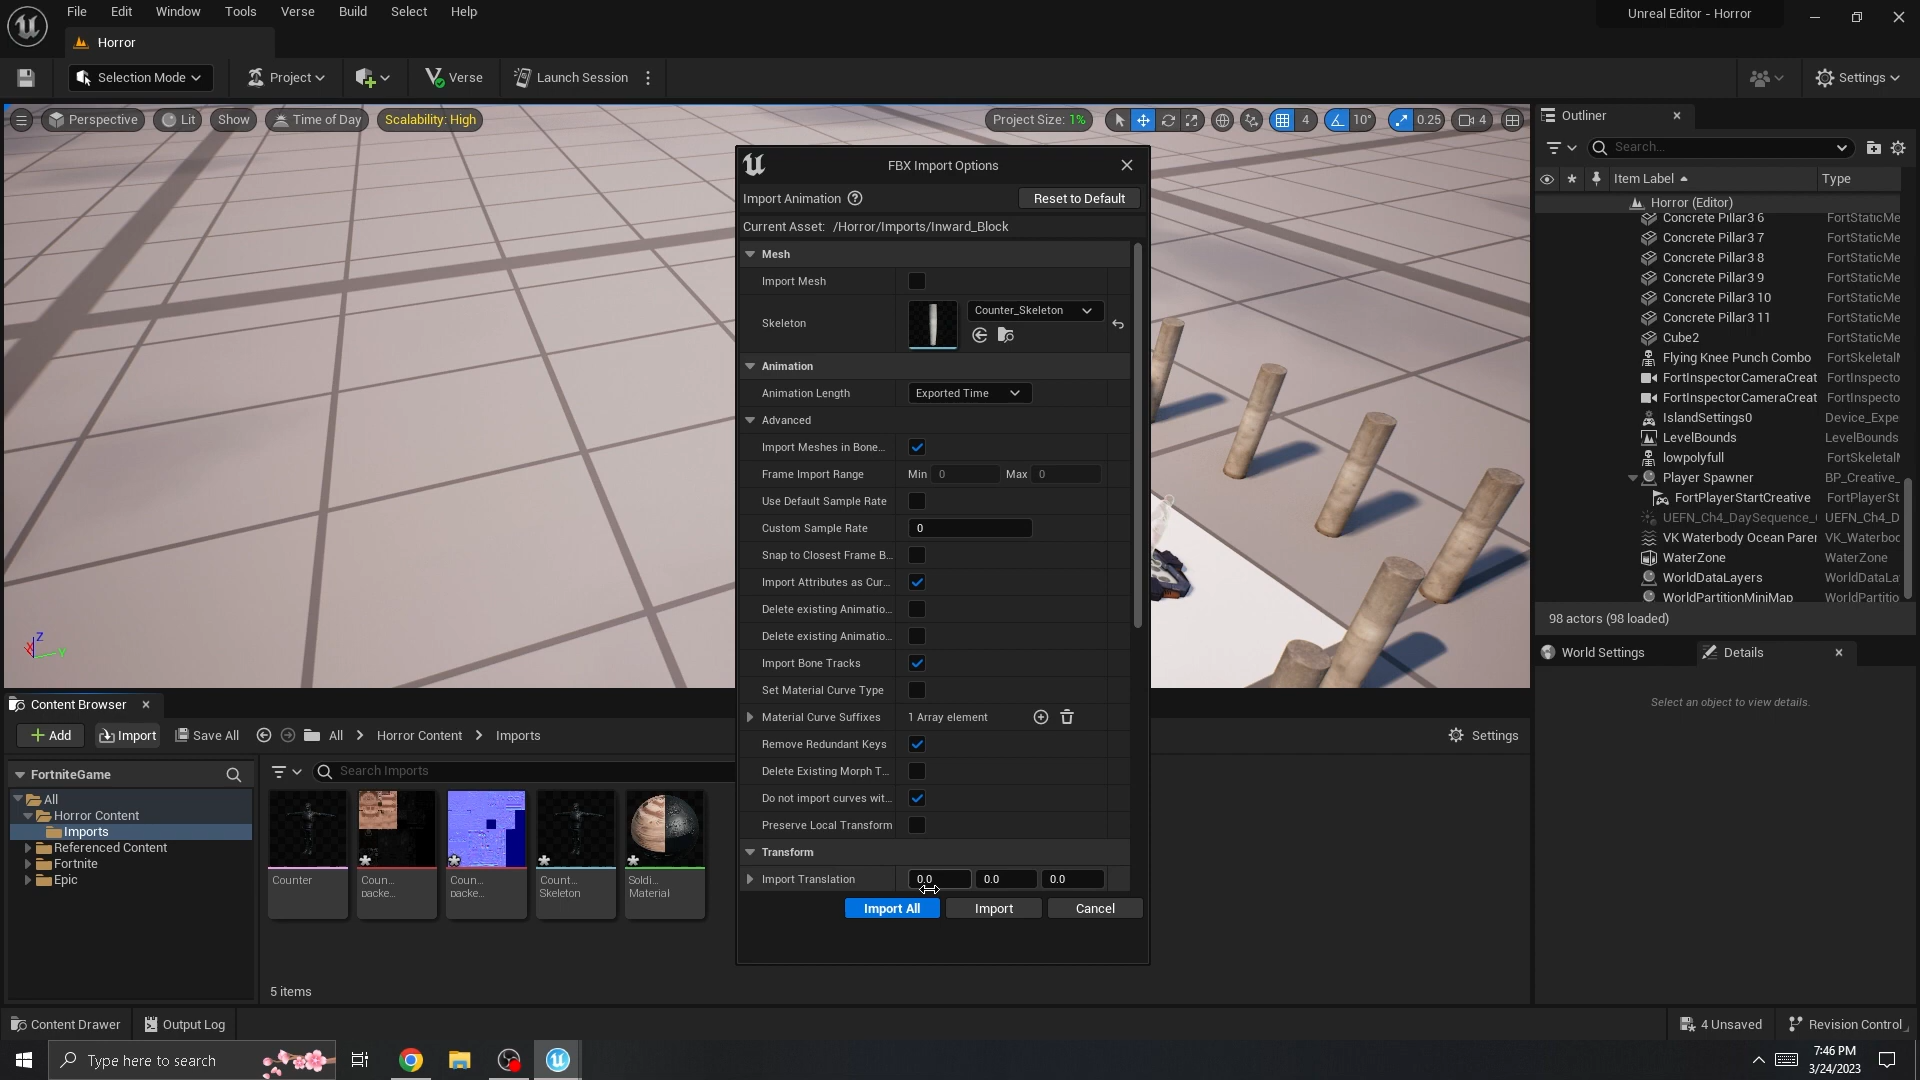 File Edit Window Tools Verse Build Select Help
Unreal Editor - Horror
Horror
Selection Mode
Project
Verse
Launch Session
Settings
Perspective
Lit
Show
Time of Day
Scalability: High
Project Size: 1%
4
10°
0.25
4
Outliner
Search...
Item Label
Type
Horror (Editor)
Concrete Pillar3 6 FortStaticMe
Concrete Pillar3 7 FortStaticMe
Concrete Pillar3 8 FortStaticMe
Concrete Pillar3 9 FortStaticMe
Concrete Pillar3 10 FortStaticMe
Concrete Pillar3 11 FortStaticMe
Cube2 FortStaticMe
Flying Knee Punch Combo FortSkeletalM
FortInspectorCameraCreat FortInspecto
FortInspectorCameraCreat FortInspecto
IslandSettings0 Device_Expe
LevelBounds LevelBounds
lowpolyfull FortSkeletalM
Player Spawner BP_Creative_
FortPlayerStartCreative FortPlayerSt
UEFN_Ch4_DaySequence_ UEFN_Ch4_D
VK Waterbody Ocean Parer VK_Waterboc
WaterZone WaterZone
WorldDataLayers WorldDataLa
WorldPartitionMiniMap WorldPartitio
98 actors (98 loaded)
World Settings
Details
Select an object to view details.
FBX Import Options
Import Animation
Reset to Default
Current Asset: /Horror/Imports/Inward_Block
Mesh
Import Mesh
Skeleton
Counter_Skeleton
Animation
Animation Length
Exported Time
Advanced
Import Meshes in Bone...
Frame Import Range Min 0 Max 0
Use Default Sample Rate
Custom Sample Rate 0
Snap to Closest Frame B...
Import Attributes as Cur...
Delete existing Animatio...
Delete existing Animatio...
Import Bone Tracks
Set Material Curve Type
Material Curve Suffixes 1 Array element
Remove Redundant Keys
Delete Existing Morph T...
Do not import curves wit...
Preserve Local Transform
Transform
Import Translation 0.0 0.0 0.0
Import All
Import
Cancel
Content Browser
Add
Import
Save All
All
Horror Content
Imports
Settings
FortniteGame
Search Imports
All
Horror Content
Imports
Referenced Content
Fortnite
Epic
Counter
Coun...
packe...
Coun...
packe...
Count...
Skeleton
Soldi...
Material
5 items
Content Drawer
Output Log
4 Unsaved
Revision Control
Type here to search
7:46 PM
3/24/2023
X
Z
Y